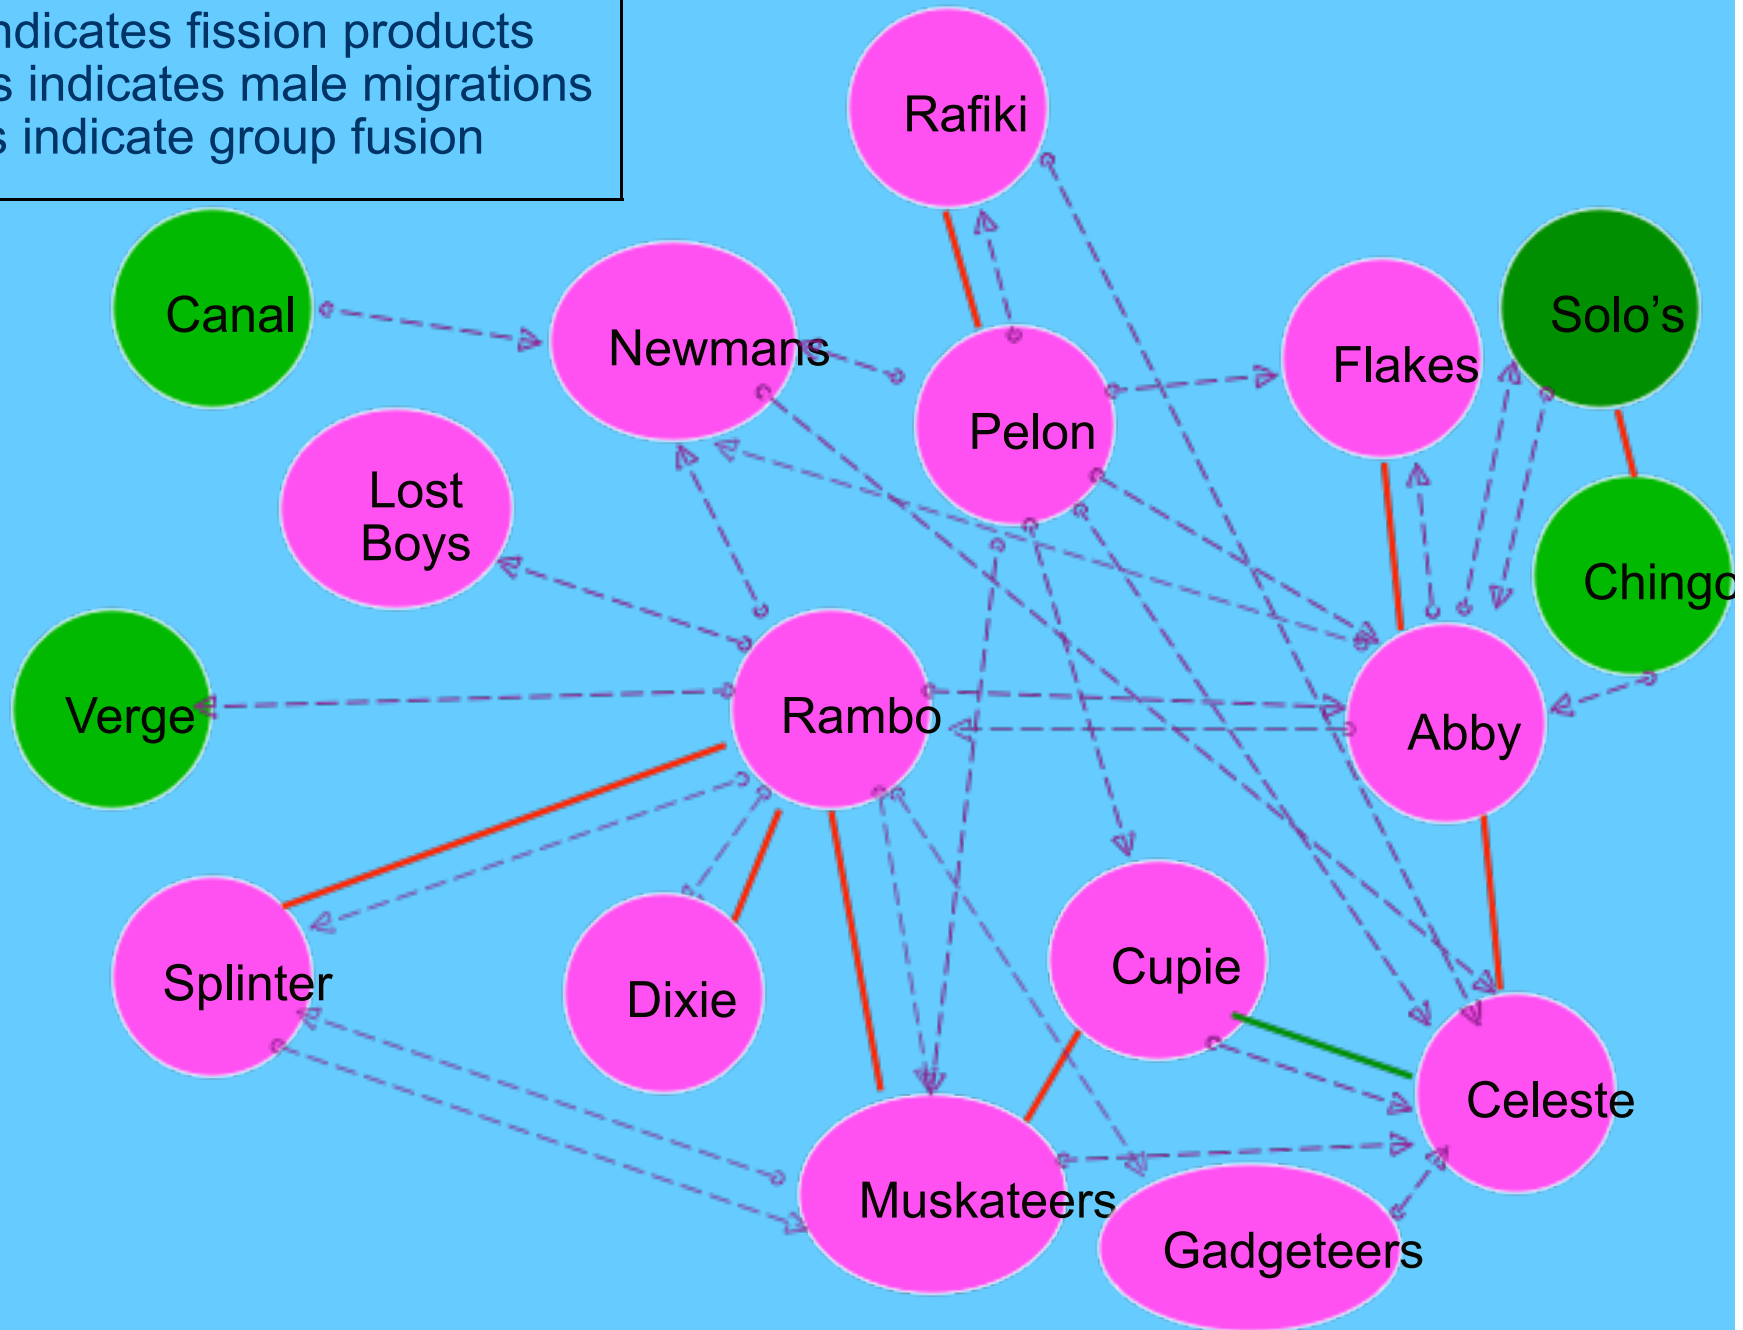 ndicates fission products
s indicates male migrations
s indicate group fusion
Rafiki
Canal
Newmans
Solo's
Flakes
Pelon
Lost
Boys
Chingo
Verge
Rambo
Abby
Splinter
Dixie
Cupie
Celeste
Muskateers
Gadgeteers